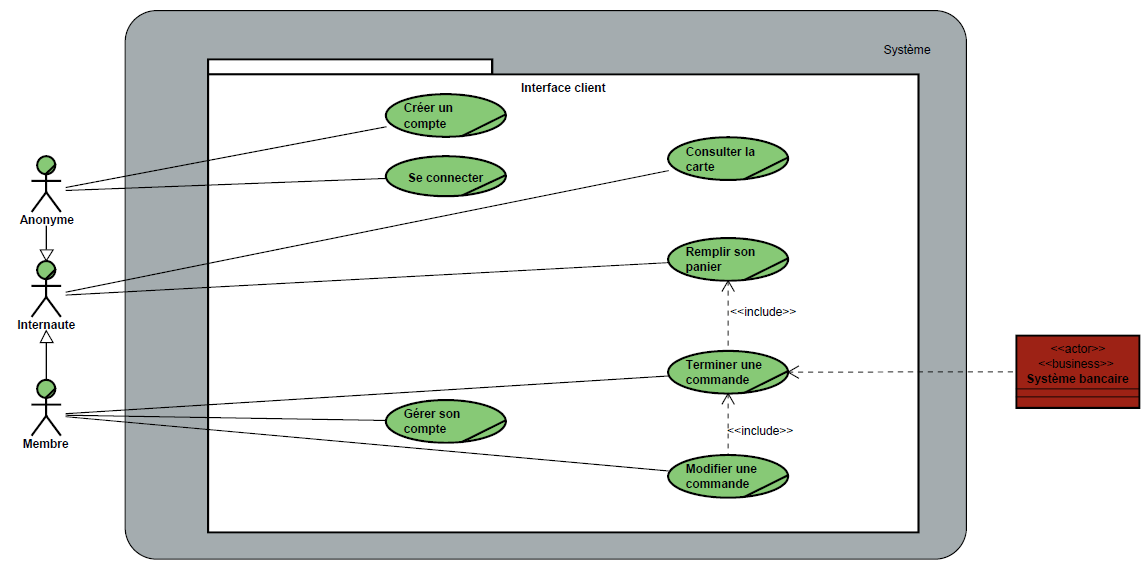 Système
Interface client
Créer un
compte
Se connecter
Consulter la
carte
Anonyme
Remplir son
panier
Internaute
<<include>>
Terminer une
commande
<<actor>>
<<business>>
Système bancaire
Gérer son
compte
Membre
<<include>>
Modifier une
commande